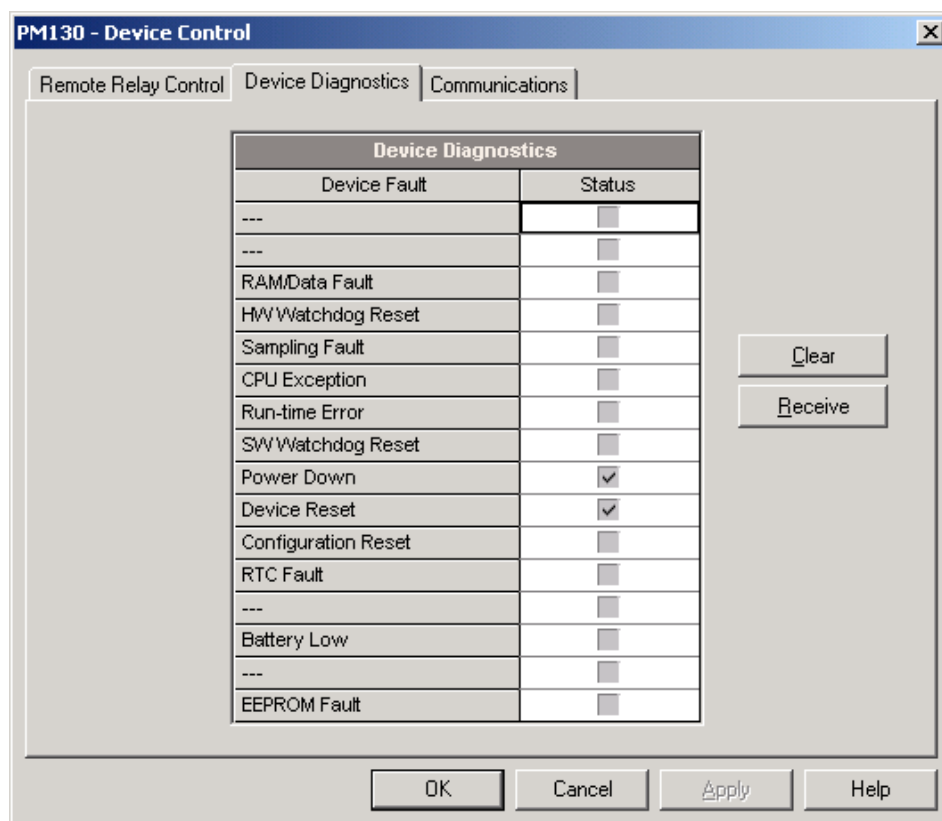 PM130 - Device Control
Remote Relay Control Device Diagnostics Communications
Device Diagnostics
Device Fault Status
---
---
RAM/Data Fault
HW Watchdog Reset
Sampling Fault
CPU Exception
Run-time Error
SW Watchdog Reset
Power Down
Device Reset
Configuration Reset
RTC Fault
---
Battery Low
---
EEPROM Fault
Clear
Receive
OK Cancel Apply Help